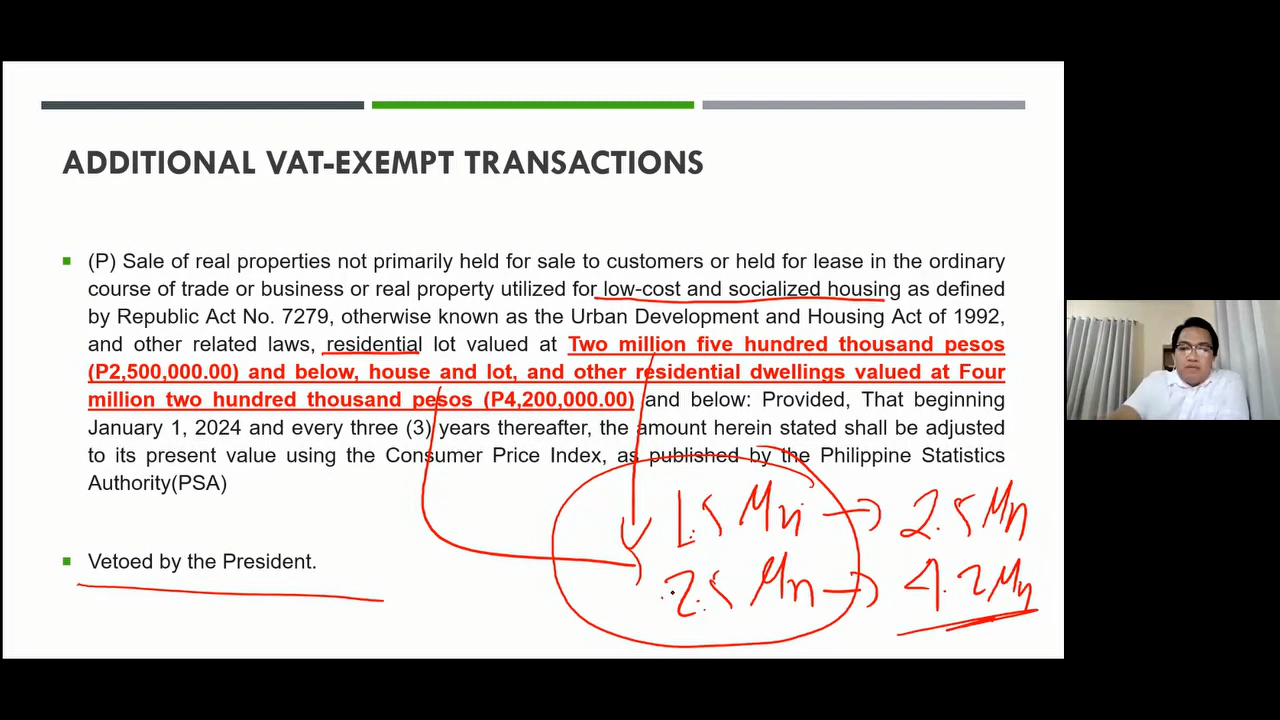 ADDITIONAL VAT-EXEMPT TRANSACTIONS
(P) Sale of real properties not primarily held for sale to customers or held for lease in the ordinary
course of trade or business or real property utilized for low-cost and socialized housing as defined
by Republic Act No. 7279, otherwise known as the Urban Development and Housing Act of 1992,
and other related laws, residential lot valued at Two million five hundred thousand pesos
(P2,500,000.00) and below, house and lot, and other residential dwellings valued at Four
million two hundred thousand pesos (P4,200,000.00) and below: Provided, That beginning
January 1, 2024 and every three (3) years thereafter, the amount herein stated shall be adjusted
to its present value using the Consumer Price Index, as published by the Philippine Statistics
Authority(PSA)
1.5 Mn → 2.5 Mn
Vetoed by the President.
2.5 Mn → 4.2 Mn